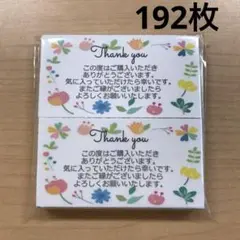 192枚
Thank you
この度はご購入いただき
ありがとうございます。
気に入っていただけたら幸いです。
またご縁がございましたら
よろしくお願いいたします。
Thank you
この度はご購入いただき
ありがとうございます。
気に入っていただけたら幸いです。
またご縁がございましたら
よろしくお願いいたします。